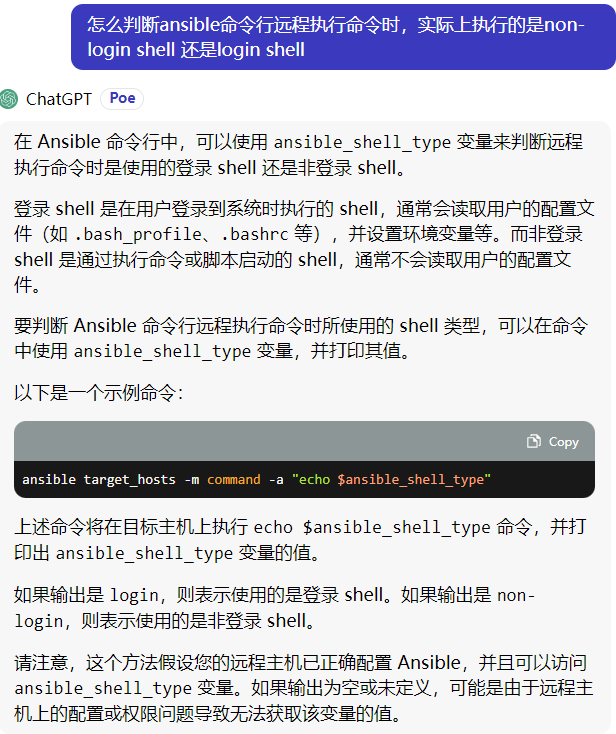 怎么判断ansible命令行远程执行命令时，实际上执行的是non-
login shell 还是login shell
ChatGPT Poe
在 Ansible 命令行中，可以使用 ansible_shell_type 变量来判断远程
执行命令时是使用的登录 shell 还是非登录 shell。
登录 shell 是在用户登录到系统时执行的 shell，通常会读取用户的配置文
件（如 .bash_profile、.bashrc 等），并设置环境变量等。而非登录
shell 是通过执行命令或脚本启动的 shell，通常不会读取用户的配置文
件。
要判断 Ansible 命令行远程执行命令时所使用的 shell 类型，可以在命令
中使用 ansible_shell_type 变量，并打印其值。
以下是一个示例命令：
Copy
ansible target_hosts -m command -a "echo $ansible_shell_type"
上述命令将在目标主机上执行 echo $ansible_shell_type 命令，并打
印出 ansible_shell_type 变量的值。
如果输出是 login，则表示使用的是登录 shell。如果输出是 non-
login，则表示使用的是非登录 shell。
请注意，这个方法假设您的远程主机已正确配置 Ansible，并且可以访问
ansible_shell_type 变量。如果输出为空或未定义，可能是由于远程主
机上的配置或权限问题导致无法获取该变量的值。